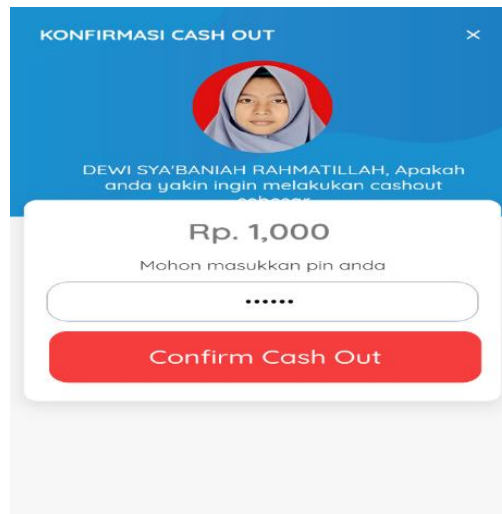 KONFIRMASI CASH OUT ×
DEWI SYA'BANIAH RAHMATILLAH, Apakah
anda yakin ingin melakukan cashout
sebesar
Rp. 1,000
Mohon masukkan pin anda
••••••
Confirm Cash Out